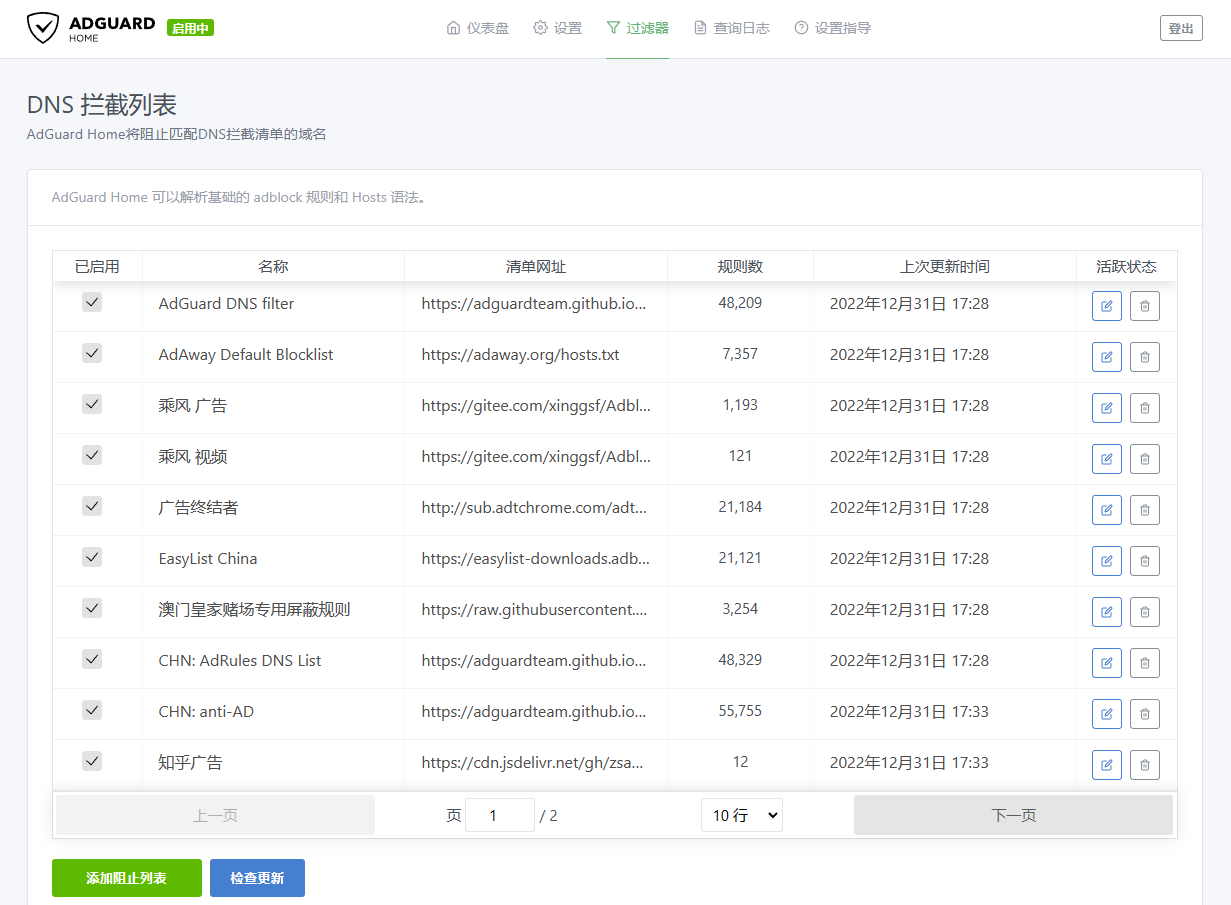 ADGUARD
HOME
启用中
仪表盘 设置 过滤器 查询日志 设置指导
登出
DNS 拦截列表
AdGuard Home将阻止匹配DNS拦截清单的域名
AdGuard Home 可以解析基础的 adblock 规则和 Hosts 语法。
已启用 名称 清单网址 规则数 上次更新时间 活跃状态
AdGuard DNS filter https://adguardteam.github.io... 48,209 2022年12月31日 17:28
AdAway Default Blocklist https://adaway.org/hosts.txt 7,357 2022年12月31日 17:28
乘风 广告 https://gitee.com/xinggsf/Adbl... 1,193 2022年12月31日 17:28
乘风 视频 https://gitee.com/xinggsf/Adbl... 121 2022年12月31日 17:28
广告终结者 http://sub.adtchrome.com/adt... 21,184 2022年12月31日 17:28
EasyList China https://easylist-downloads.adb... 21,121 2022年12月31日 17:28
澳门皇家赌场专用屏蔽规则 https://raw.githubusercontent.... 3,254 2022年12月31日 17:28
CHN: AdRules DNS List https://adguardteam.github.io... 48,329 2022年12月31日 17:28
CHN: anti-AD https://adguardteam.github.io... 55,755 2022年12月31日 17:33
知乎广告 https://cdn.jsdelivr.net/gh/zsa... 12 2022年12月31日 17:33
上一页 页 1 / 2 10 行 下一页
添加阻止列表 检查更新